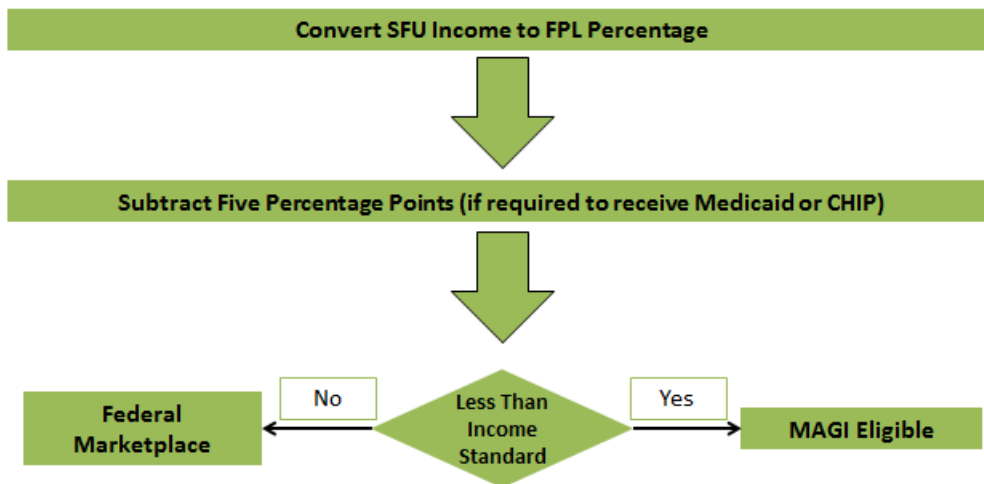 Convert SFU Income to FPL Percentage
Subtract Five Percentage Points (if required to receive Medicaid or CHIP)
No
Yes
Federal
Marketplace
Less Than
Income
Standard
MAGI Eligible